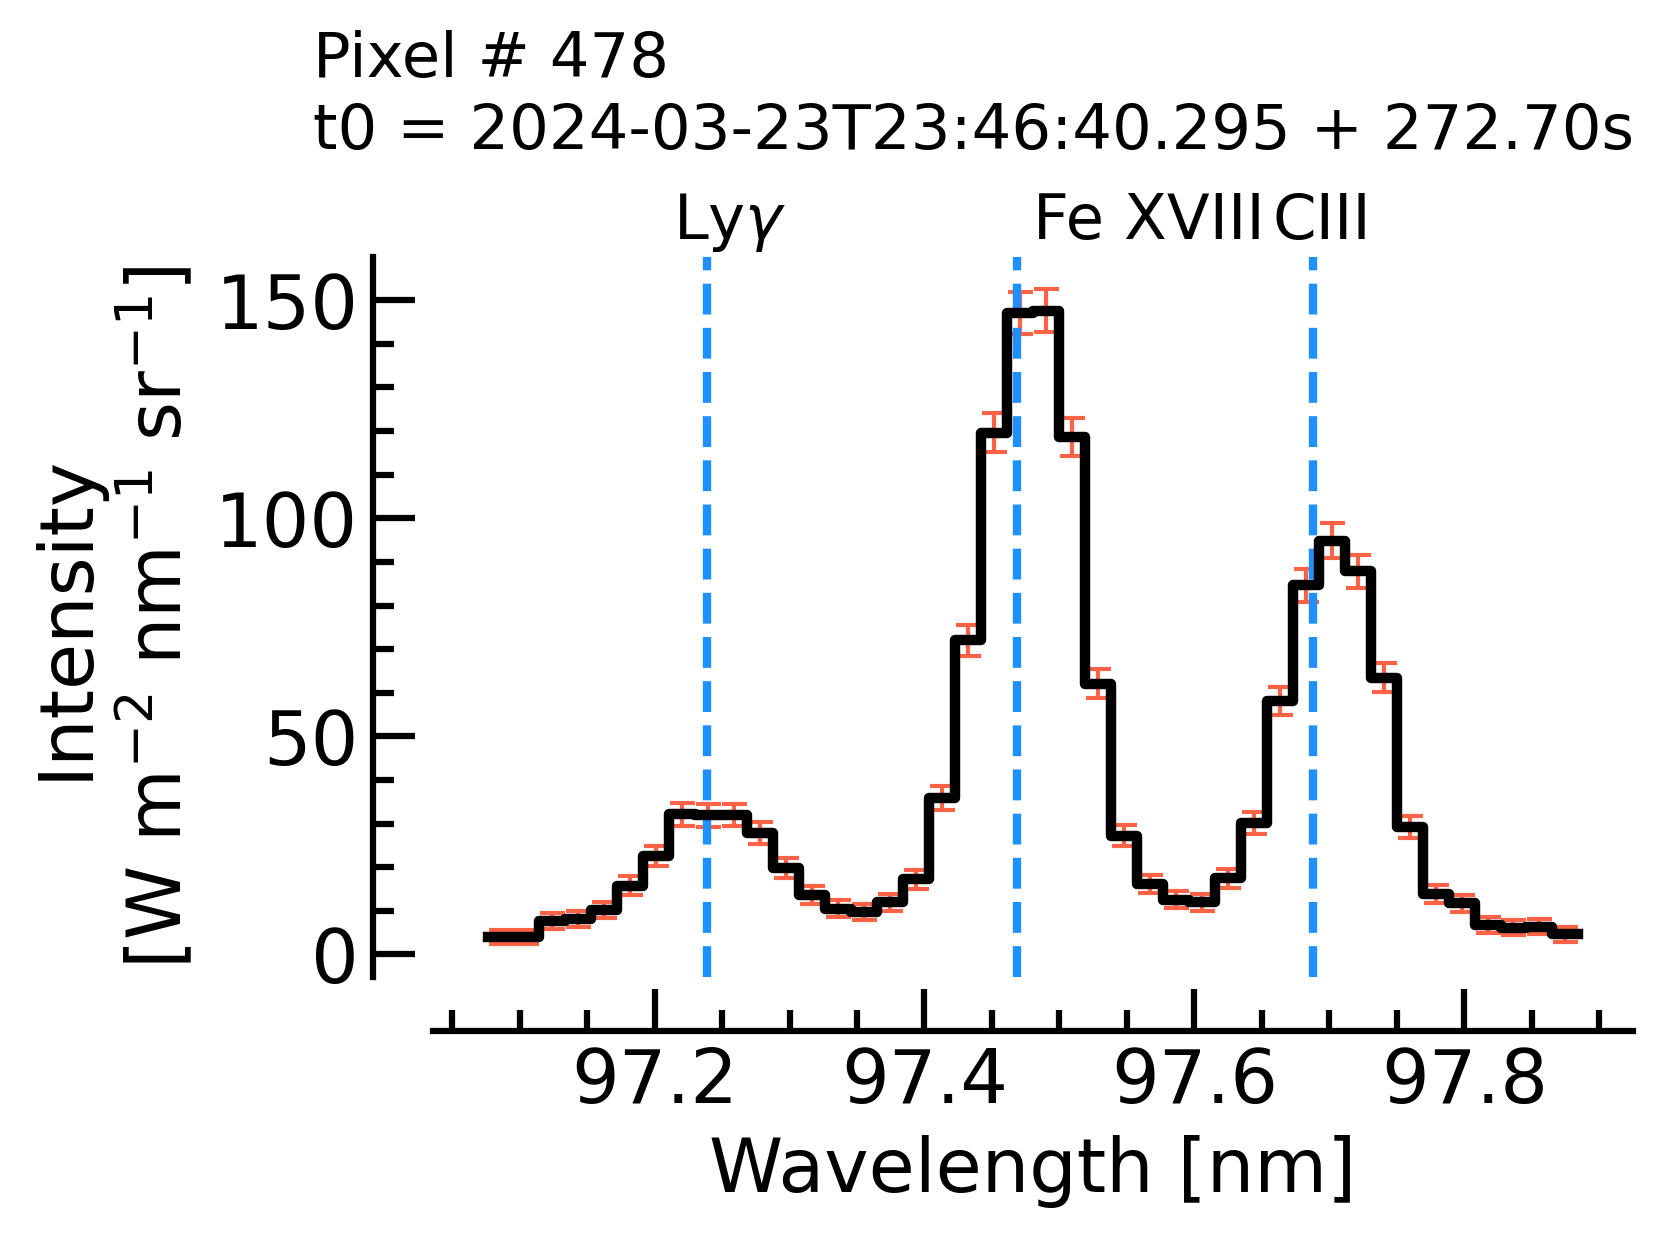 Pixel # 478
t0 = 2024-03-23T23:46:40.295 + 272.70s
Lyγ Fe XVIII CIII
Intensity
[W m⁻² nm⁻¹ sr⁻¹]
150
100
50
0
97.2 97.4 97.6 97.8
Wavelength [nm]